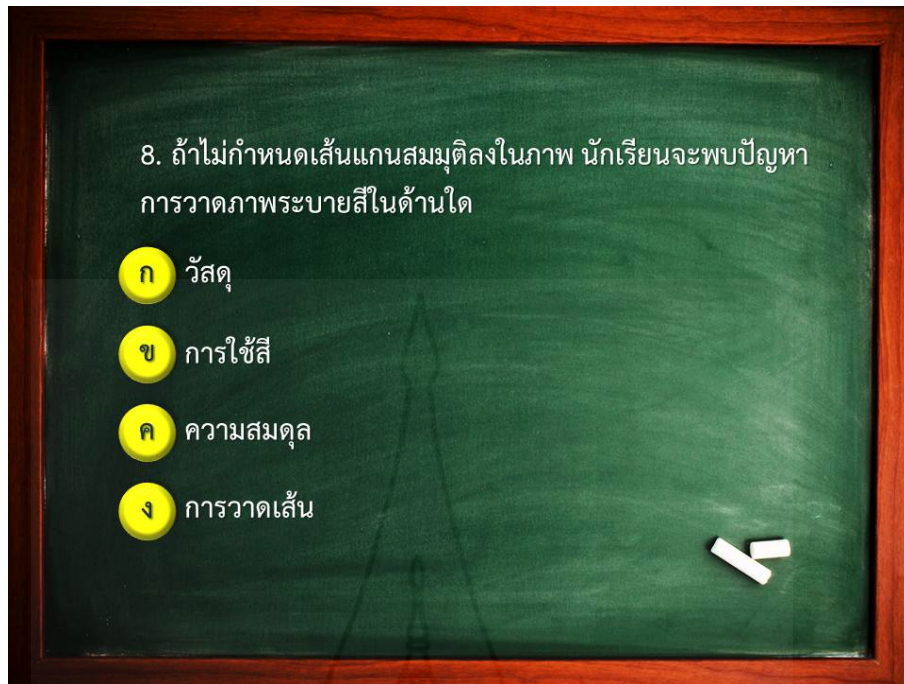 8. ถ้าไม่กำหนดเส้นแกนสมมุติลงในภาพ นักเรียนจะพบปัญหา
การวาดภาพระบายสีในด้านใด
ก วัสดุ
ข การใช้สี
ค ความสมดุล
ง การวาดเส้น